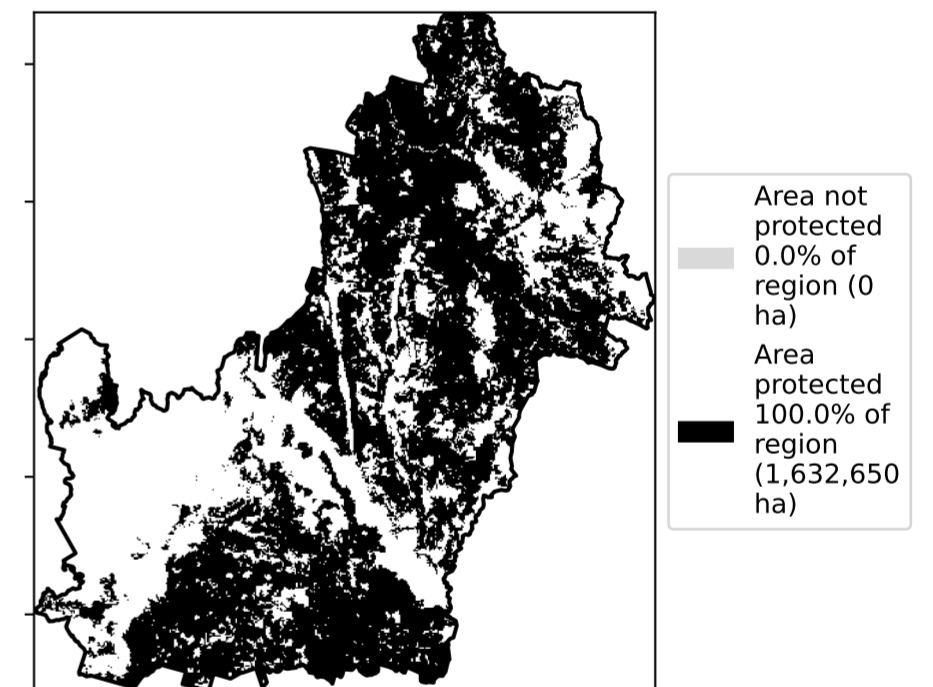 Area not
protected
0.0% of
region (0
ha)
Area
protected
100.0% of
region
(1,632,650
ha)